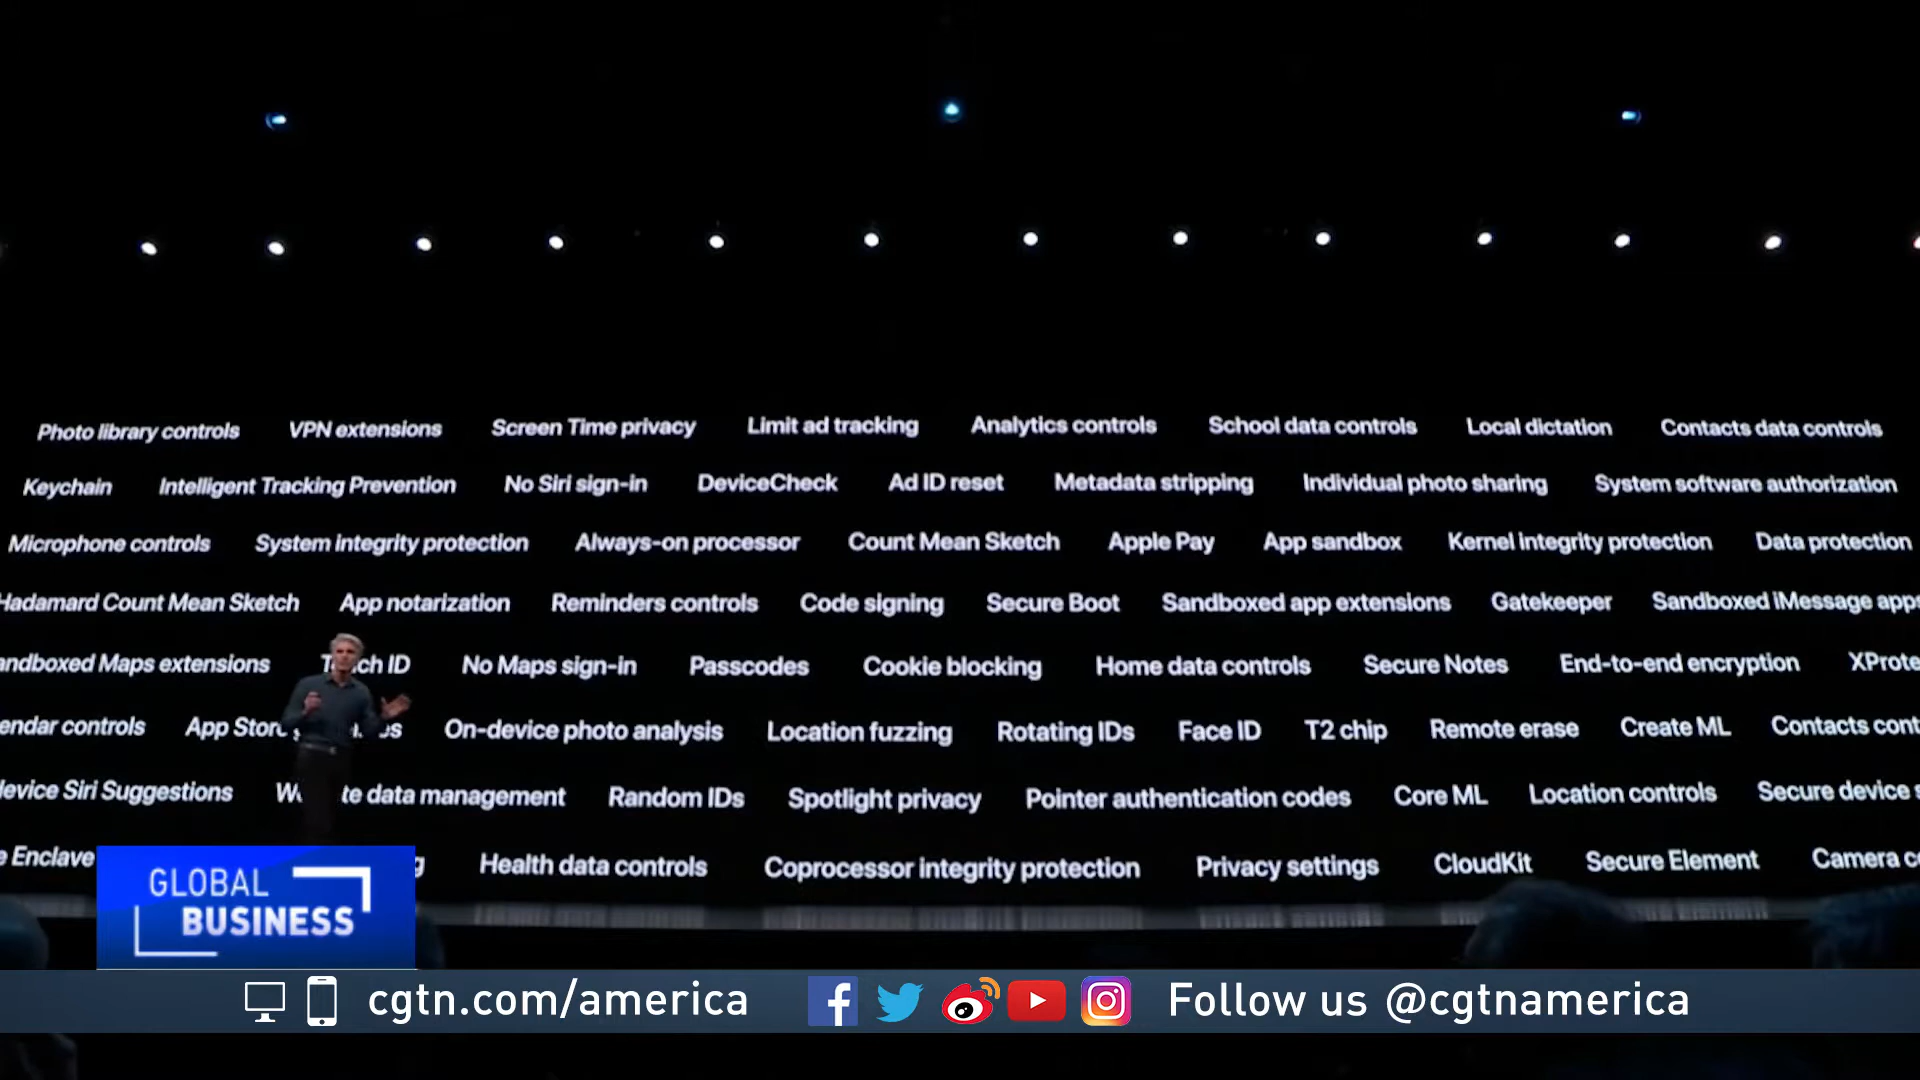 Photo library controls VPN extensions Screen Time privacy Limit ad tracking Analytics controls School data controls Local dictation Contacts data controls
Keychain Intelligent Tracking Prevention No Siri sign-in DeviceCheck Ad ID reset Metadata stripping Individual photo sharing System software authorization
Microphone controls System integrity protection Always-on processor Count Mean Sketch Apple Pay App sandbox Kernel integrity protection Data protection
Hadamard Count Mean Sketch App notarization Reminders controls Code signing Secure Boot Sandboxed app extensions Gatekeeper Sandboxed iMessage apps
Maps extensions ID No Maps sign-in Passcodes Cookie blocking Home data controls Secure Notes End-to-end encryption
controls App On-device photo analysis Location fuzzing Rotating IDs Face ID T2 chip Remote erase Create ML Contacts
Siri Suggestions data management Random IDs Spotlight privacy Pointer authentication codes Core ML Location controls Secure device
Enclave Health data controls Coprocessor integrity protection Privacy settings CloudKit Secure Element Camera
GLOBAL
BUSINESS
cgtn.com/america Follow us @cgtnamerica